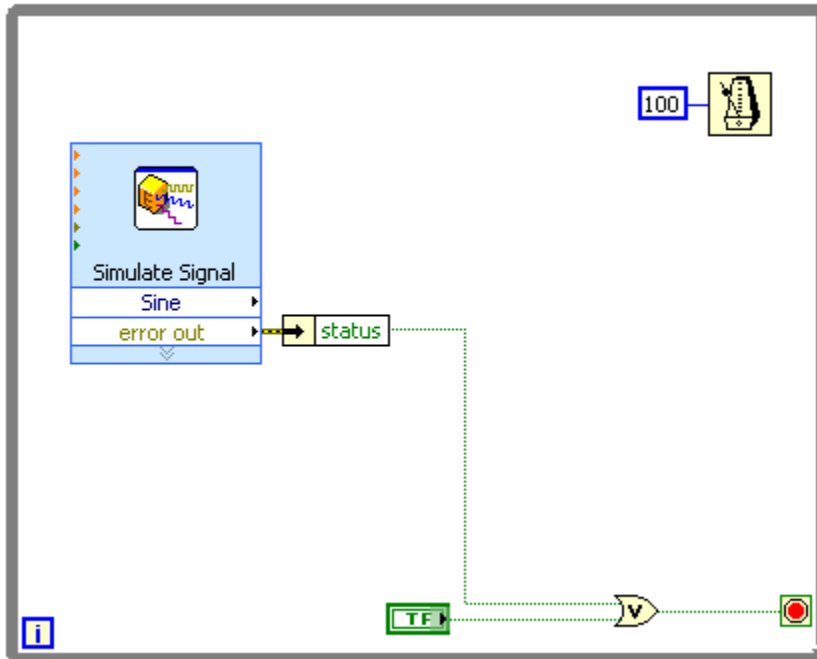 100
Simulate Signal
Sine
error out
status
TF
V
i